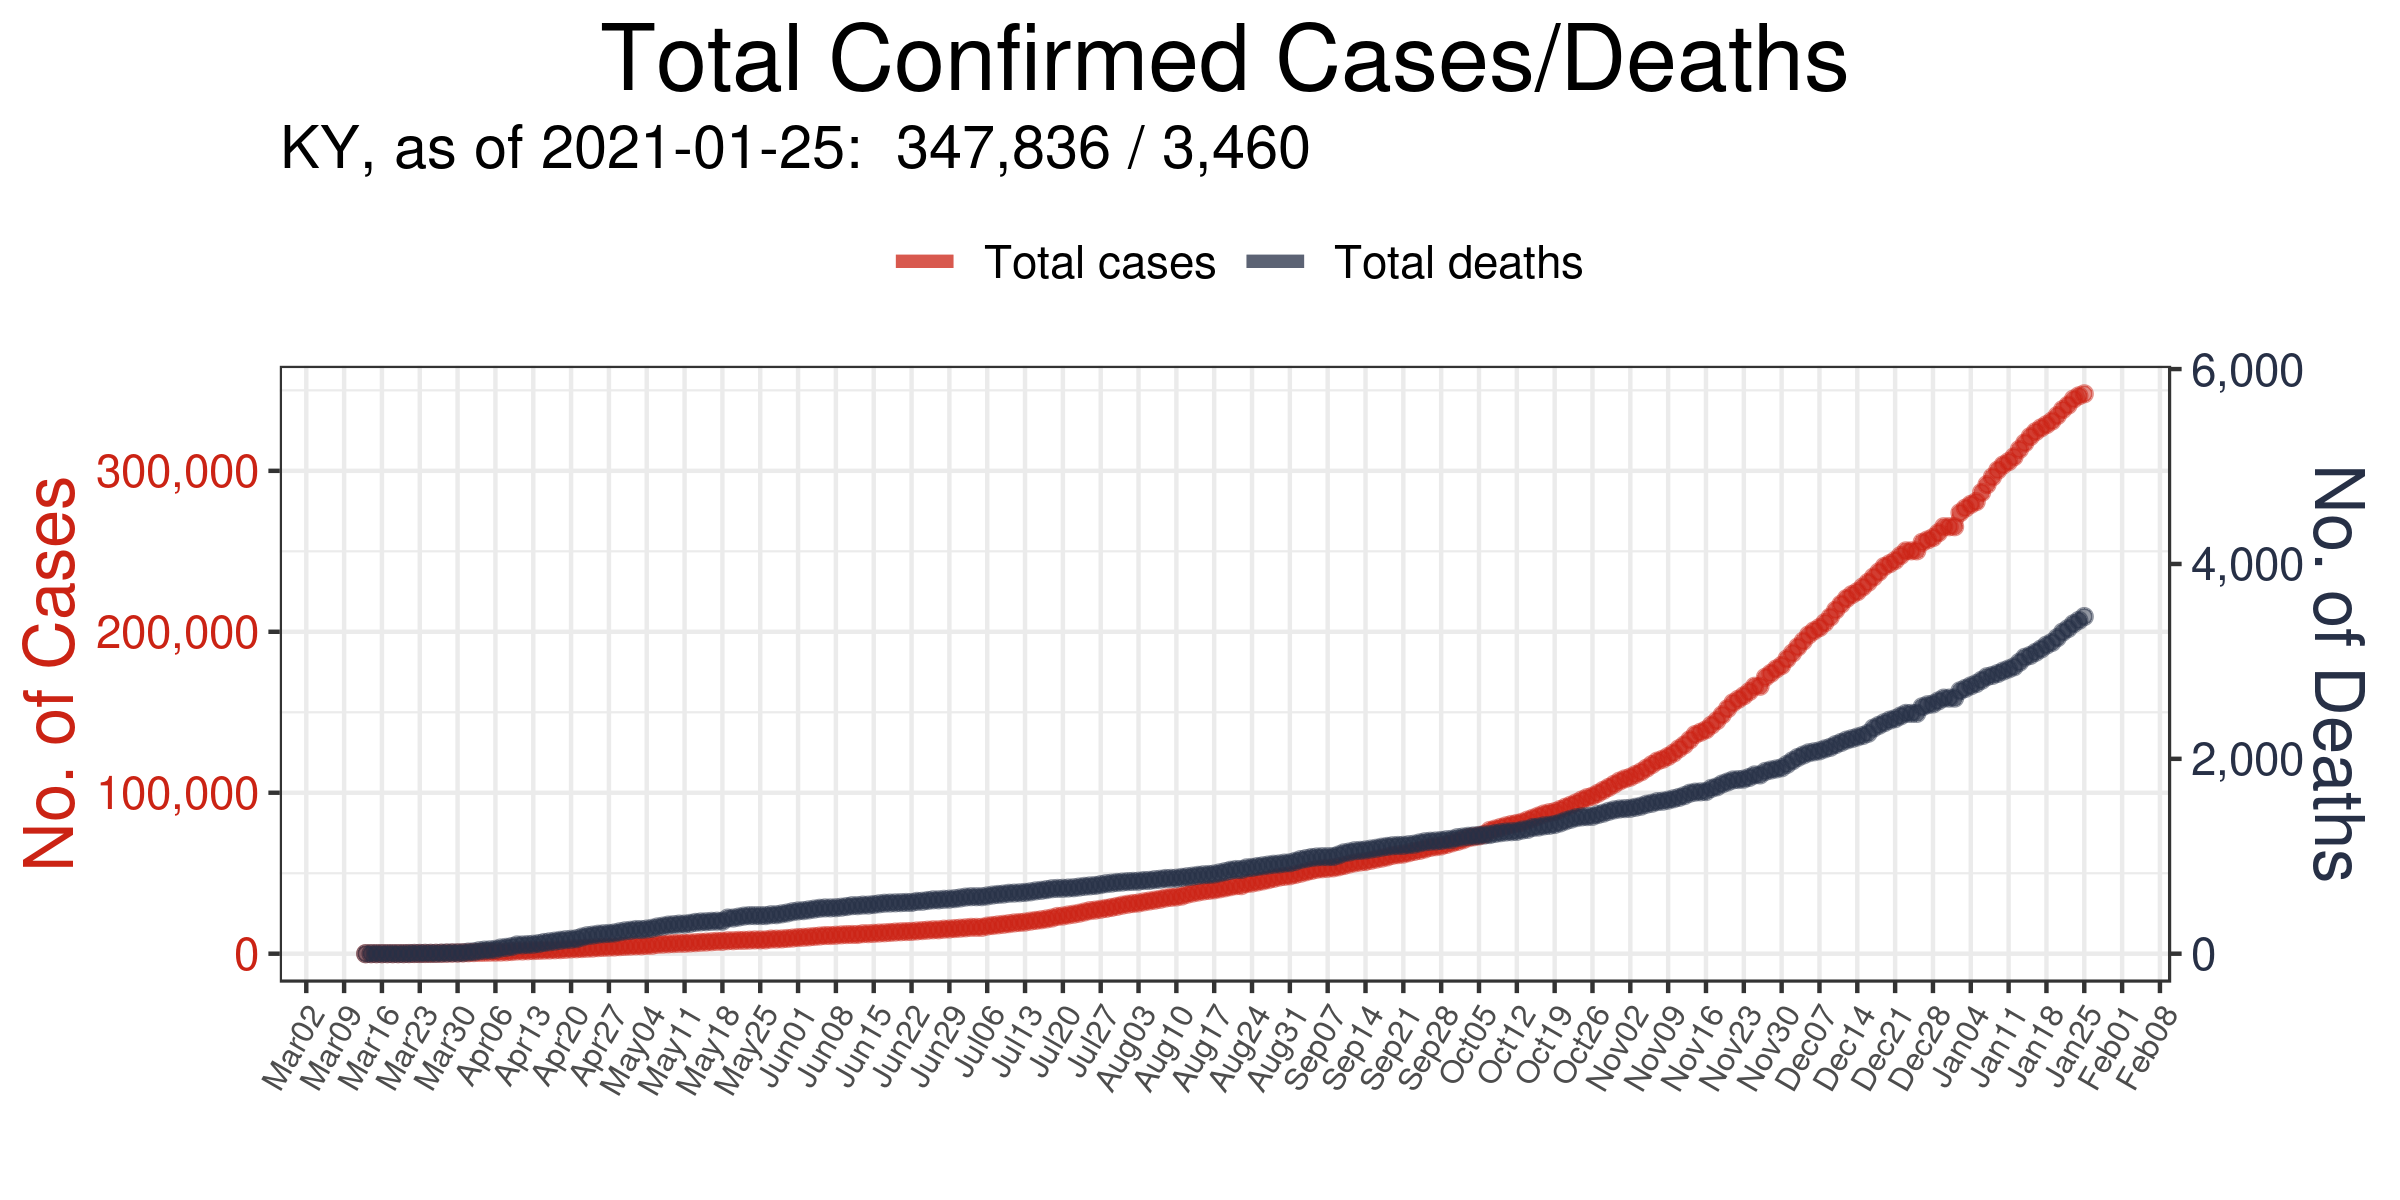 Total Confirmed Cases/Deaths
KY, as of 2021-01-25:  347,836 / 3,460
Total cases
Total deaths
No. of Cases
300,000
200,000
100,000
0
6,000
4,000
2,000
0
No. of Deaths
Mar02
Mar09
Mar16
Mar23
Mar30
Apr06
Apr13
Apr20
Apr27
May04
May11
May18
May25
Jun01
Jun08
Jun15
Jun22
Jun29
Jul06
Jul13
Jul20
Jul27
Aug03
Aug10
Aug17
Aug24
Aug31
Sep07
Sep14
Sep21
Sep28
Oct05
Oct12
Oct19
Oct26
Nov02
Nov09
Nov16
Nov23
Nov30
Dec07
Dec14
Dec21
Dec28
Dec04
Jan11
Jan18
Jan18
Jan25
Feb01
Feb08